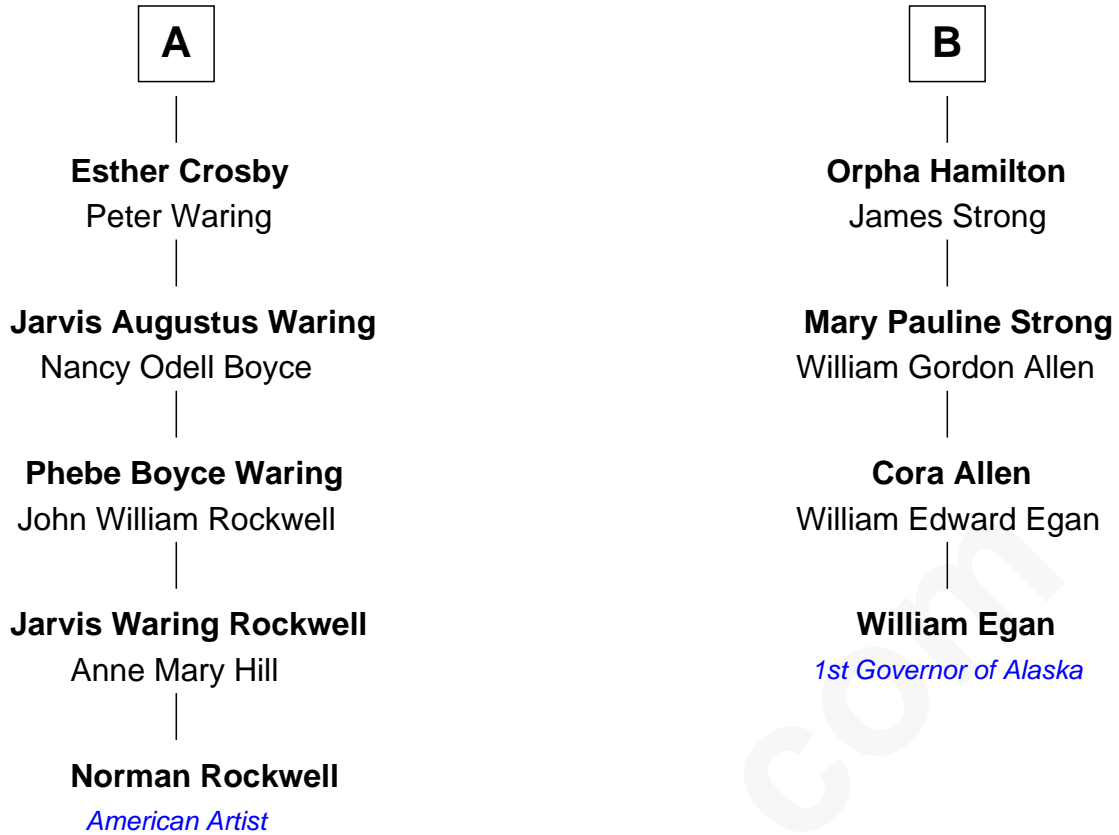 A
Esther Crosby
Peter Waring
Jarvis Augustus Waring
Nancy Odell Boyce
Phebe Boyce Waring
John William Rockwell
Jarvis Waring Rockwell
Anne Mary Hill
Norman Rockwell
American Artist
B
Orpha Hamilton
James Strong
Mary Pauline Strong
William Gordon Allen
Cora Allen
William Edward Egan
William Egan
1st Governor of Alaska
com